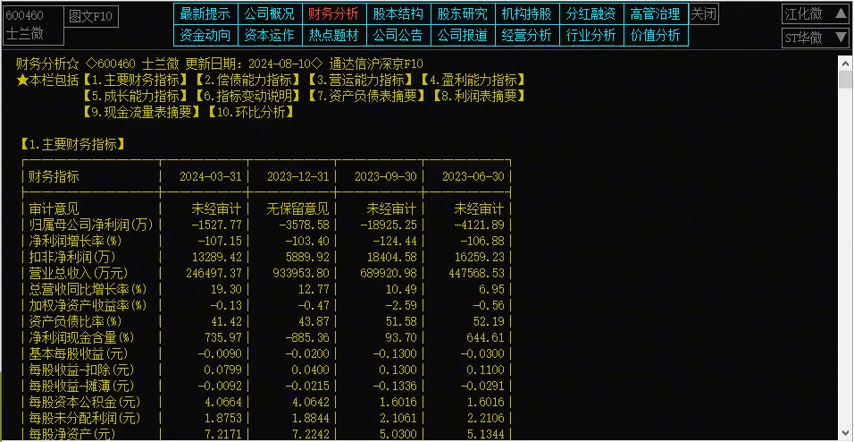 600460
士兰微
图文F10
最新提示 公司概况 财务分析 股本结构 股东研究 机构持股 分红融资 高管治理 关闭
资金动向 资本运作 热点题材 公司公告 公司报道 经营分析 行业分析 价值分析
江化微 ▲
ST华微 ▼
财务分析☆ ◇600460 士兰微 更新日期：2024-08-10◇ 通达信沪深京F10
★本栏包括【1.主要财务指标】【2.偿债能力指标】【3.营运能力指标】【4.盈利能力指标】
【5.成长能力指标】【6.指标变动说明】【7.资产负债表摘要】【8.利润表摘要】
【9.现金流量表摘要】【10.环比分析】
【1.主要财务指标】
财务指标 2024-03-31 2023-12-31 2023-09-30 2023-06-30
审计意见 未经审计 无保留意见 未经审计 未经审计
归属母公司净利润(万) -1527.77 -3578.58 -18925.25 -4121.89
净利润增长率(%) -107.15 -103.40 -124.44 -106.88
扣非净利润(万) 13289.42 5889.92 18404.58 16259.23
营业总收入(万元) 246497.37 933953.80 689920.98 447568.53
总营收同比增长率(%) 19.30 12.77 10.49 6.95
加权净资产收益率(%) -0.13 -0.47 -2.59 -0.56
资产负债比率(%) 41.42 43.87 51.58 52.19
净利润现金含量(%) 735.97 -885.36 93.70 644.61
基本每股收益(元) -0.0090 -0.0200 -0.1300 -0.0300
每股收益-扣除(元) 0.0799 0.0400 0.1300 0.1100
每股收益-摊薄(元) -0.0092 -0.0215 -0.1336 -0.0291
每股资本公积金(元) 4.0664 4.0642 1.6016 1.6016
每股未分配利润(元) 1.8753 1.8844 2.1061 2.2106
每股净资产(元) 7.2171 7.2242 5.0300 5.1344